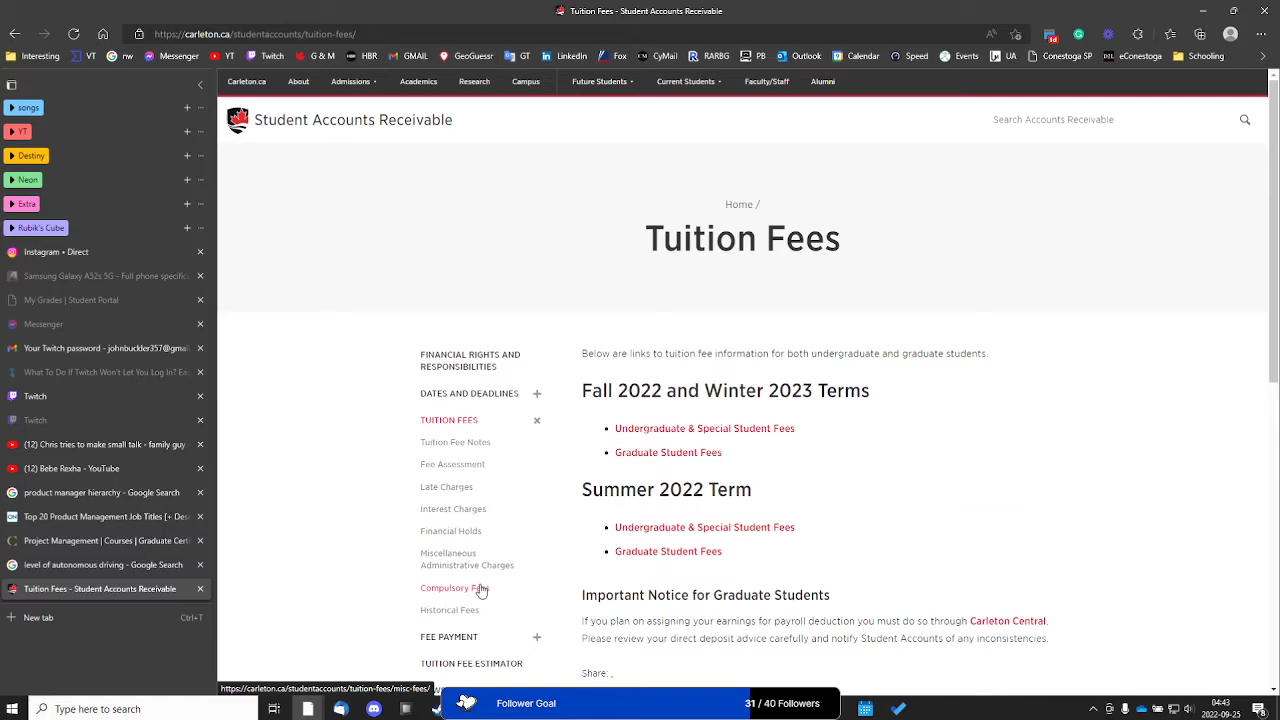 Tuition Fees
https://carleton.ca/studentaccounts/tuition-fees/
Interesting
VT
nw
Messenger
YT
Twitch
G & M
HBR
GMAIL
GeoGuessr
GT
LinkedIn
Fox
CyMail
RARBG
PB
Outlook
Calendar
Speed
Events
UA
Conestoga SP
Schooling
songs
YT
Destiny
Neon
Extra
Rubik's Cube
Instagram • Direct
Samsung Galaxy A52s 5G - Full phone specific
My Grades | Student Portal
Messenger
Your Twitch password - johnbuckler357@gmai
What To Do If Twitch Won't Let You Log In? Ea
Twitch
Twitch
(12) Chris tries to make small talk - family guy
(12) Bebe Rexha - YouTube
product manager hierarchy - Google Search
Top 20 Product Management Job Titles [+ Des
Project Management | Courses | Graduate Certi
level of autonomous driving - Google Search
Tuition Fees - Student Accounts Receivable
New tab Ctrl+T
Carleton.ca About Admissions Academics Research Campus Future Students Current Students Faculty/Staff Alumni
Student Accounts Receivable
Search Accounts Receivable
Home /
Tuition Fees
FINANCIAL RIGHTS AND
RESPONSIBILITIES
DATES AND DEADLINES
TUITION FEES
Tuition Fee Notes
Fee Assessment
Late Charges
Interest Charges
Financial Holds
Miscellaneous
Administrative Charges
Compulsory Fees
Historical Fees
FEE PAYMENT
TUITION FEE ESTIMATOR
Below are links to tuition fee information for both undergraduate and graduate students.
Fall 2022 and Winter 2023 Terms
Undergraduate & Special Student Fees
Graduate Student Fees
Summer 2022 Term
Undergraduate & Special Student Fees
Graduate Student Fees
Important Notice for Graduate Students
If you plan on assigning your earnings for payroll deduction you must do so through Carleton Central.
Please review your direct deposit advice carefully and notify Student Accounts of any inconsistencies.
Share: ,
https://carleton.ca/studentaccounts/tuition-fees/misc-fees/
Type here to search
Follower Goal
31 / 40 Followers
04:43
2022-09-25